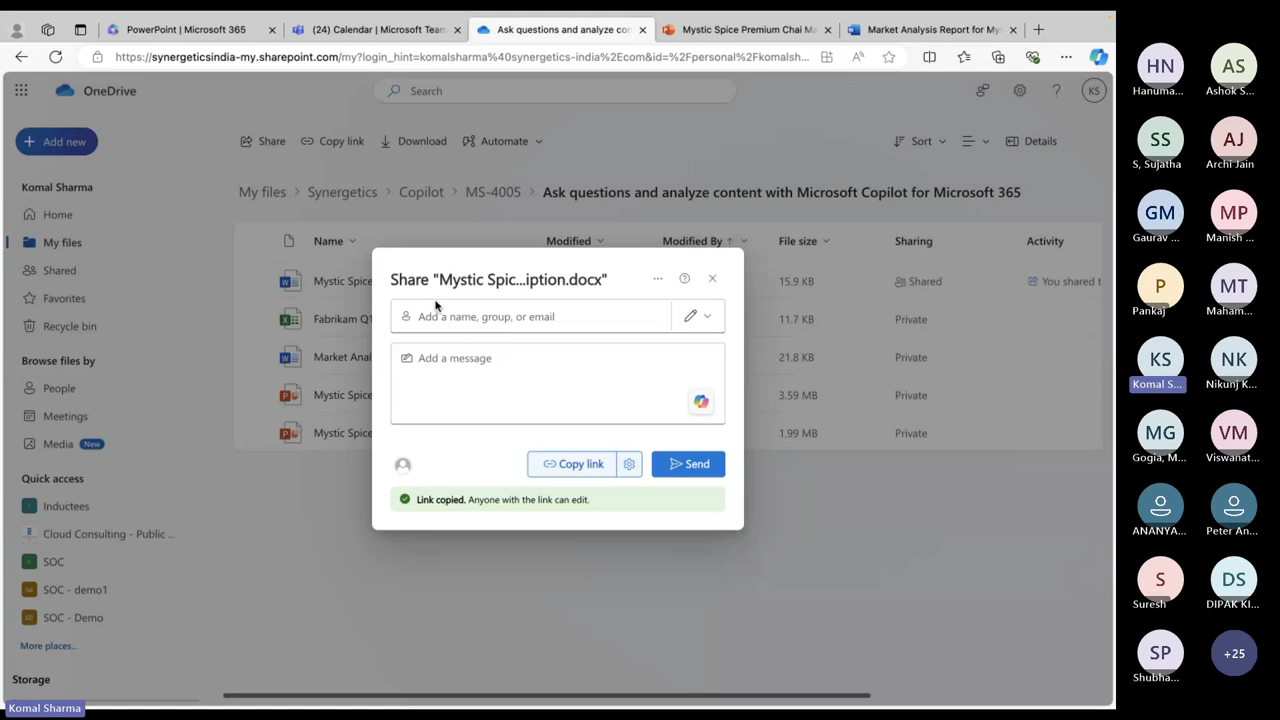 PowerPoint | Microsoft 365
(24) Calendar | Microsoft Team
Ask questions and analyze con
Mystic Spice Premium Chai Ma
Market Analysis Report for My
https://synergeticsindia-my.sharepoint.com/my?login_hint=komalsharma%40synergetics-india%2Ecom&id=%2Fpersonal%2Fkomalsh...
OneDrive
Search
KS
Add new
Share
Copy link
Download
Automate
Sort
Details
Komal Sharma
Home
My files
Shared
Favorites
Recycle bin
Browse files by
People
Meetings
Media New
Quick access
Inductees
Cloud Consulting - Public ...
SOC
SOC - demo1
SOC - Demo
More places...
Storage
Komal Sharma
My files > Synergetics > Copilot > MS-4005 > Ask questions and analyze content with Microsoft Copilot for Microsoft 365
Name Modified Modified By File size Sharing Activity
Mystic Spice 15.9 KB Shared You shared t
Fabrikam Q1 11.7 KB Private
Market Anal 21.8 KB Private
Mystic Spice 3.59 MB Private
Mystic Spice 1.99 MB Private
Share "Mystic Spic...iption.docx"
Add a name, group, or email
Add a message
Copy link
Send
Link copied. Anyone with the link can edit.
HN AS
Hanuma... Ashok S...
SS AJ
S, Sujatha Archi Jain
GM MP
Gaurav ... Manish ...
P MT
Pankaj Maham...
KS NK
Komal S... Nikunj K...
MG VM
Gogia, M... Viswanat...
ANANYA... Peter An...
S DS
Suresh DIPAK KI...
SP +25
Shubha...